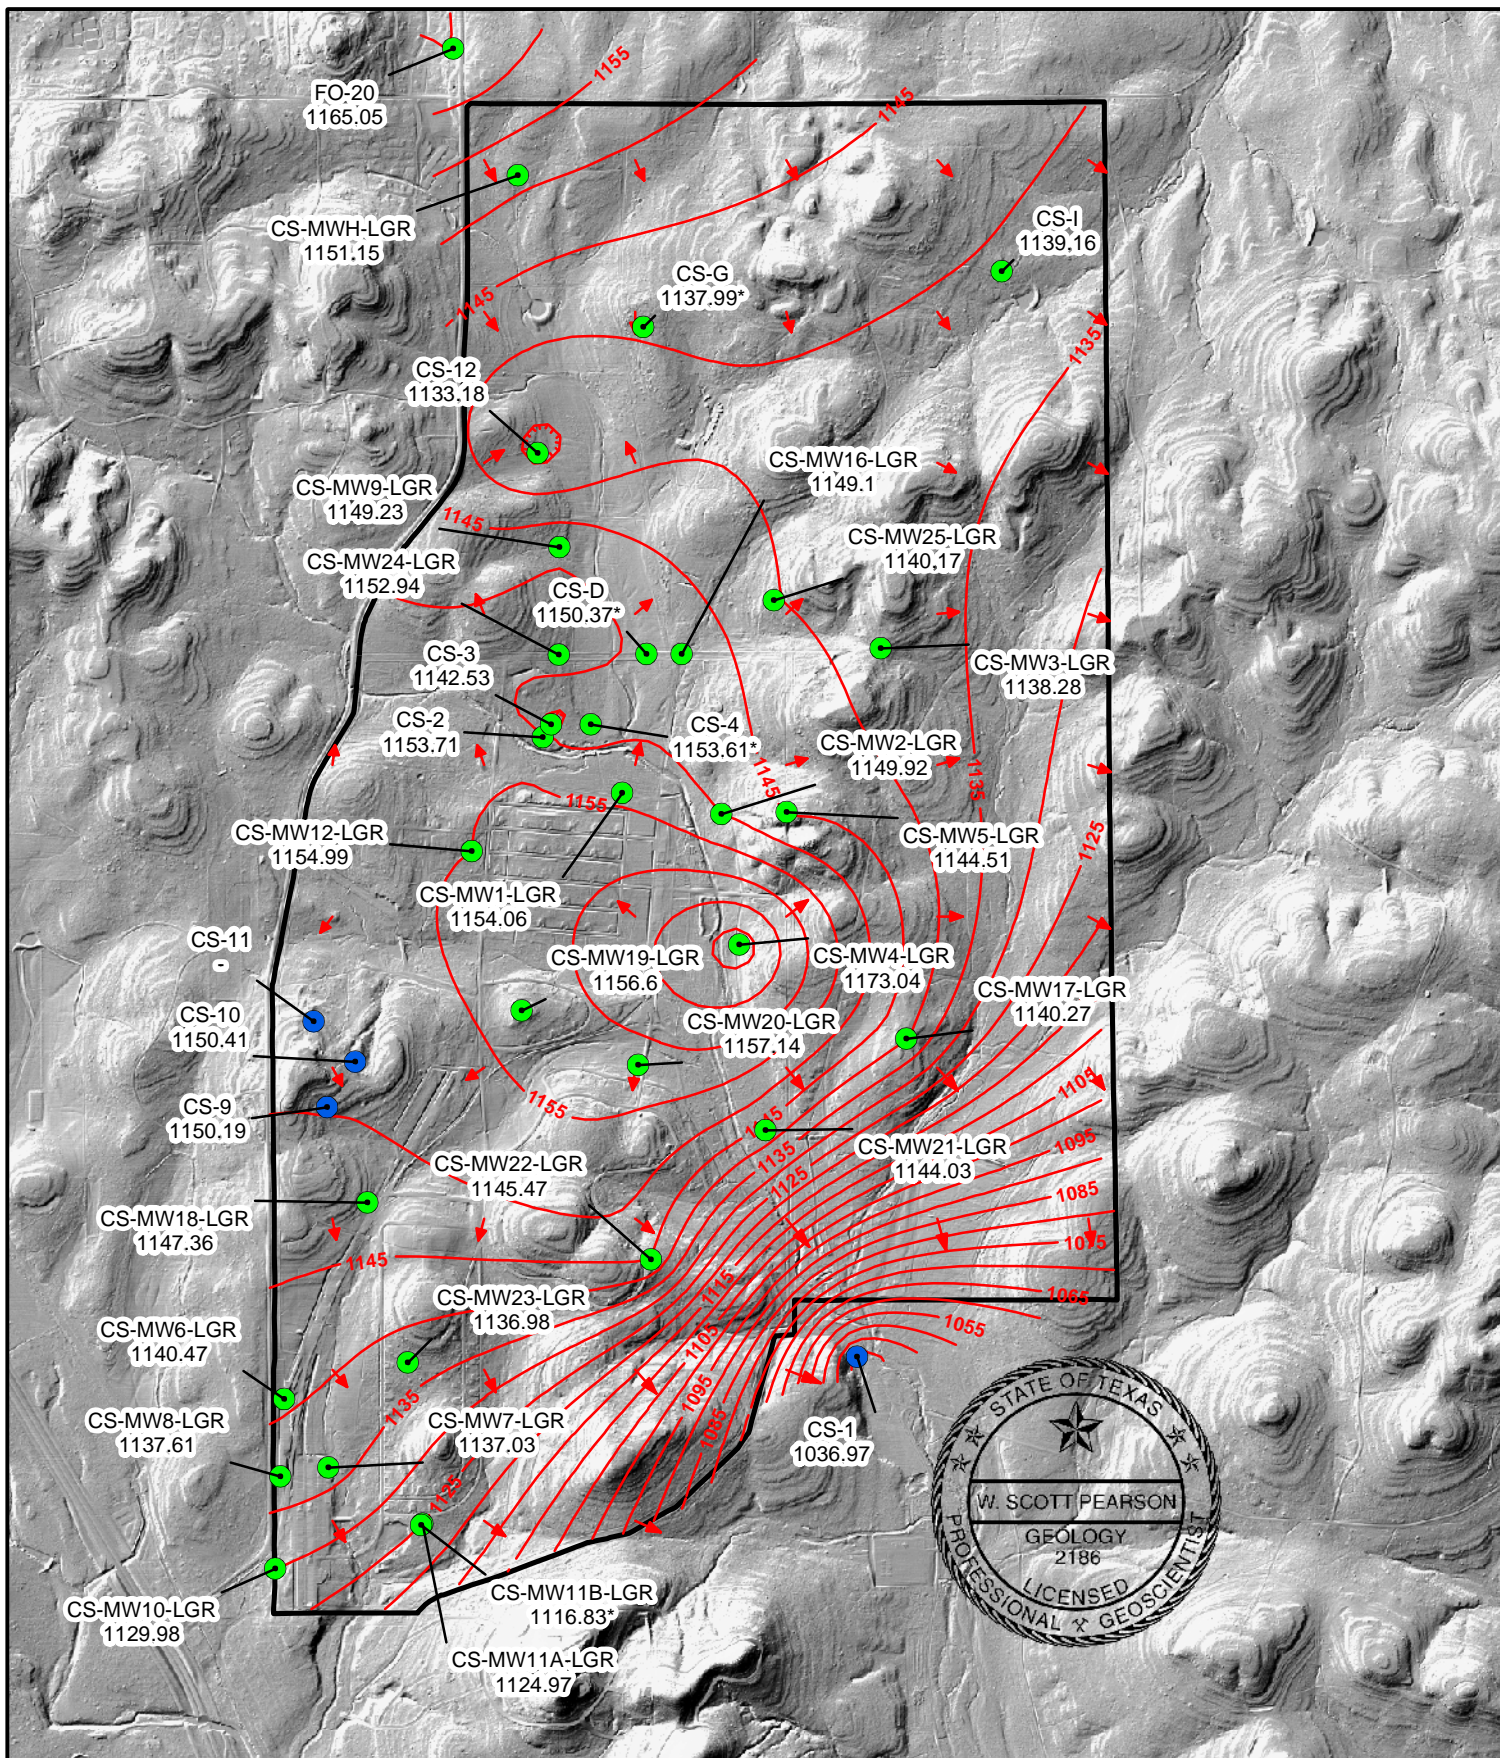 1155
FO-20
1165.05
1145
CS-MWH-LGR
1151.15
CS-I
1139.16
CS-G
1137.99*
1145
1135
CS-12
1133.18
CS-MW16-LGR
1149.1
CS-MW9-LGR
1149.23
1145
CS-MW25-LGR
1140.17
CS-MW24-LGR
1152.94
CS-D
1150.37*
CS-3
1142.53
CS-MW3-LGR
1138.28
CS-2
1153.71
CS-4
1153.61*
CS-MW2-LGR
1149.92
1145
1135
1155
CS-MW12-LGR
1154.99
CS-MW5-LGR
1144.51
1125
CS-MW1-LGR
1154.06
CS-11
-
CS-MW19-LGR
1156.6
CS-MW4-LGR
1173.04
CS-MW17-LGR
1140.27
CS-10
1150.41
CS-MW20-LGR
1157.14
1105
CS-9
1150.19
1155
1145
1095
1135
CS-MW21-LGR
1144.03
CS-MW22-LGR
1145.47
1125
1085
CS-MW18-LGR
1147.36
1075
1145
1115
CS-MW23-LGR
1136.98
1065
CS-MW6-LGR
1140.47
1105
1055
1095
1135
CS-MW8-LGR
1137.61
CS-MW7-LGR
1137.03
1085
CS-1
1036.97
1125
STATE OF TEXAS
W. SCOTT PEARSON
GEOLOGY
2186
LICENSED
PROFESSIONAL GEOSCIENTIST
CS-MW11B-LGR
1116.83*
CS-MW10-LGR
1129.98
CS-MW11A-LGR
1124.97